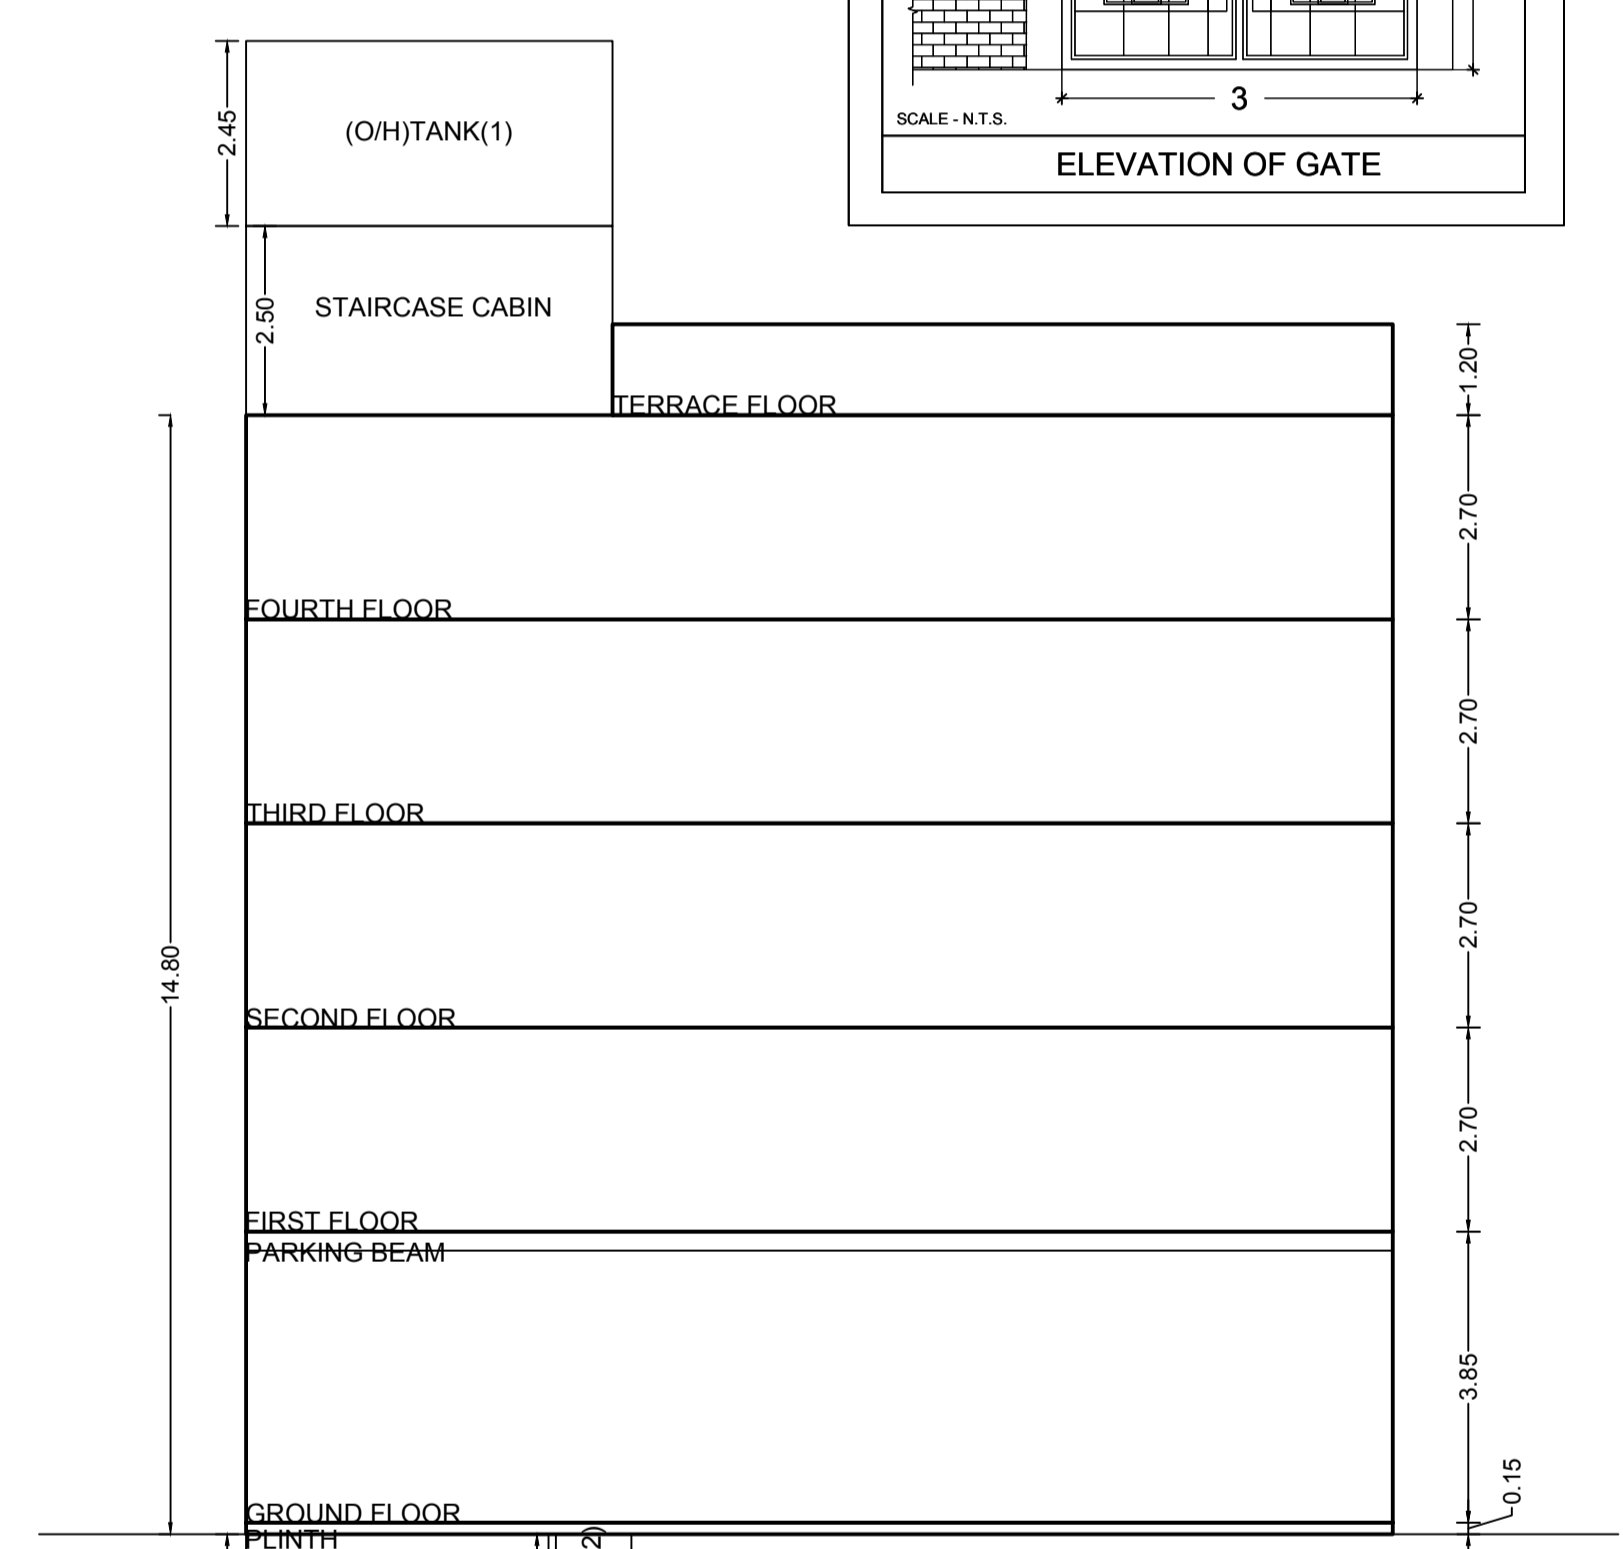 3
SCALE - N.T.S.
ELEVATION OF GATE
2.45
(O/H)TANK(1)
2.50
STAIRCASE CABIN
1.20
TERRACE FLOOR
2.70
FOURTH FLOOR
2.70
THIRD FLOOR
2.70
14.80
SECOND FLOOR
2.70
FIRST FLOOR
PARKING BEAM
3.85
0.15
GROUND FLOOR
PLINTH
2)